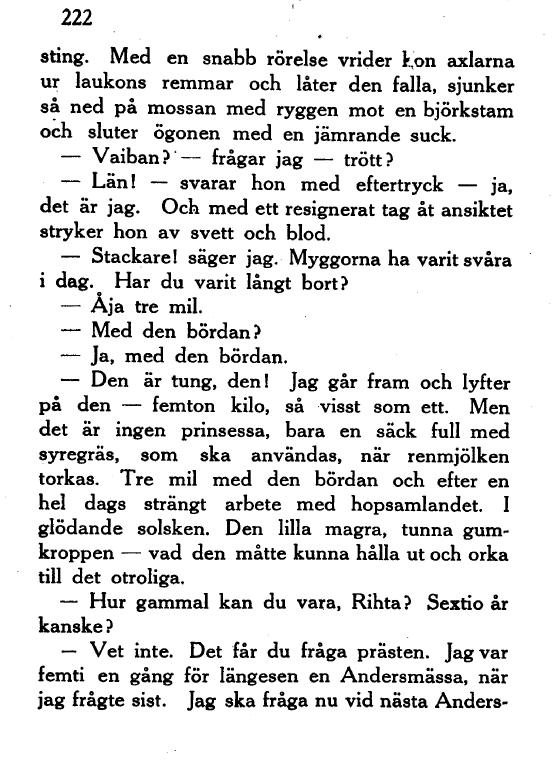 222
sting. Med en snabb rörelse vrider hon axlarna
ur laukons remmar och låter den falla, sjunker
så ned på mossan med ryggen mot en björkstam
och sluter ögonen med en jämrande suck.
— Vaiban? — frågar jag — trött?
— Län! — svarar hon med eftertryck — ja,
det är jag. Och med ett resignerat tag åt ansiktet
stryker hon av svett och blod.
— Stackare! säger jag. Myggorna ha varit svåra
i dag. Har du varit långt bort?
— Åja tre mil.
— Med den bördan?
— Ja, med den bördan.
— Den är tung, den! Jag går fram och lyfter
på den — femton kilo, så visst som ett. Men
det är ingen prinsessa, bara en säck full med
syregräs, som ska användas, när renmjölken
torkas. Tre mil med den bördan och efter en
hel dags strängt arbete med hopsamlandet. I
glödande solsken. Den lilla magra, tunna gum-
kroppen — vad den måtte kunna hålla ut och orka
till det otroliga.
— Hur gammal kan du vara, Rihta? Sextio år
kanske?
— Vet inte. Det får du fråga prästen. Jag var
femti en gång för längesen en Andersmässa, när
jag frågte sist. Jag ska fråga nu vid nästa Anders-